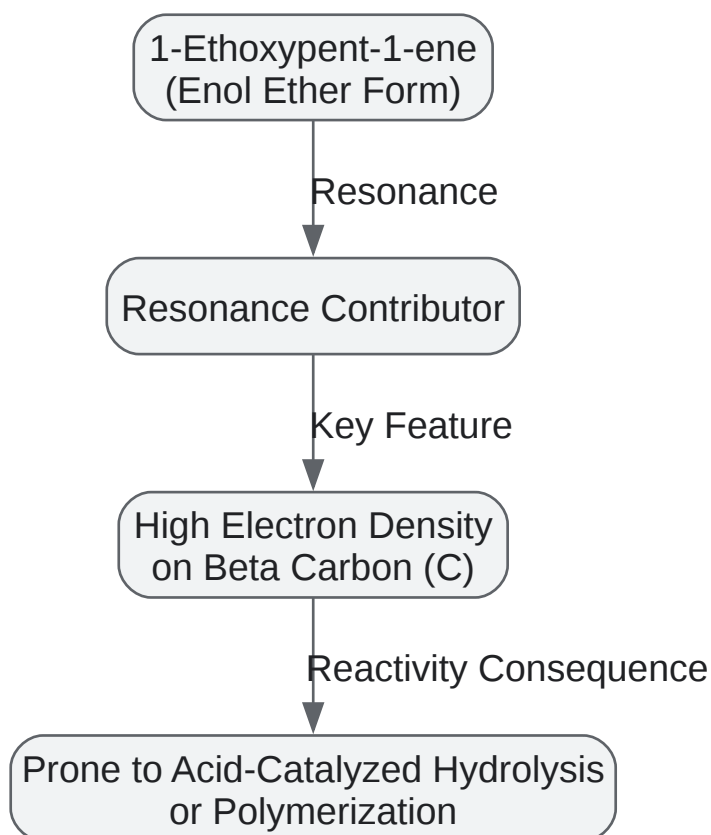 1-Ethoxypent-1-ene
(Enol Ether Form)
Resonance
Resonance Contributor
Key Feature
High Electron Density
on Beta Carbon (C)
Reactivity Consequence
Prone to Acid-Catalyzed Hydrolysis
or Polymerization